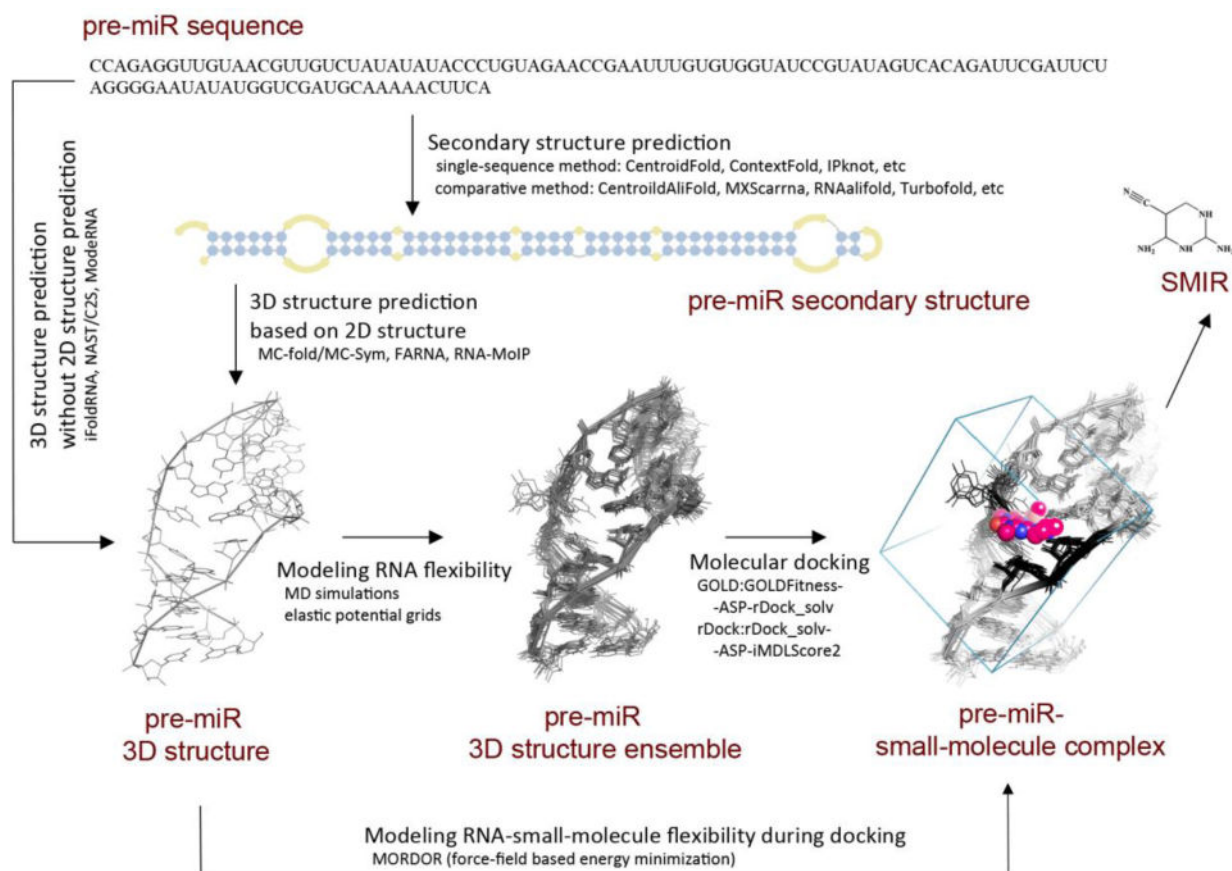 pre-miR sequence
CCAGAGGUUGUAACGUUGUCUAUAUAUACCCUGUAGAACCGAAUUUGUGUGGUAUCCGUAUAGUCACAGAUUCGAUUCU
AGGGGAAUAUAUGGUCGAUGCAAAAACUUCA
Secondary structure prediction
single-sequence method: CentroidFold, ContextFold, IPknot, etc
comparative method: CentroildAliFold, MXScarrna, RNAalifold, Turbofold, etc
3D structure prediction
without 2D structure prediction
iFoldRNA, NAST/C2S, ModeRNA
3D structure prediction
based on 2D structure
MC-fold/MC-Sym, FARNA, RNA-MoIP
pre-miR secondary structure
N
C
NH
NH
NH2
NH2
SMIR
Modeling RNA flexibility
MD simulations
elastic potential grids
Molecular docking
GOLD:GOLDFitness-
-ASP-rDock_solv
rDock:rDock_solv-
-ASP-iMDLScore2
pre-miR
3D structure
pre-miR
3D structure ensemble
pre-miR-
small-molecule complex
Modeling RNA-small-molecule flexibility during docking
MORDOR (force-field based energy minimization)